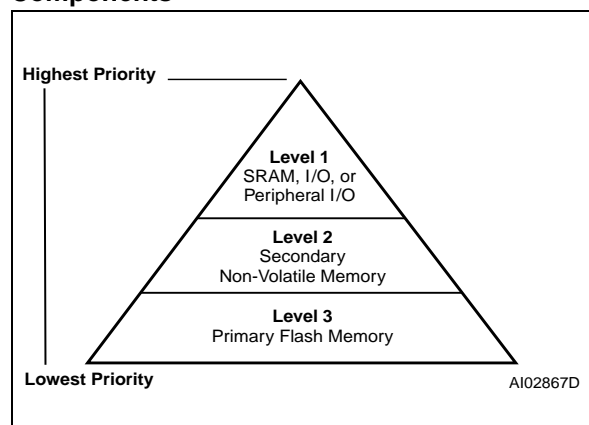 Components
Highest Priority
Level 1
SRAM, I/O, or
Peripheral I/O
Level 2
Secondary
Non-Volatile Memory
Level 3
Primary Flash Memory
Lowest Priority
AI02867D